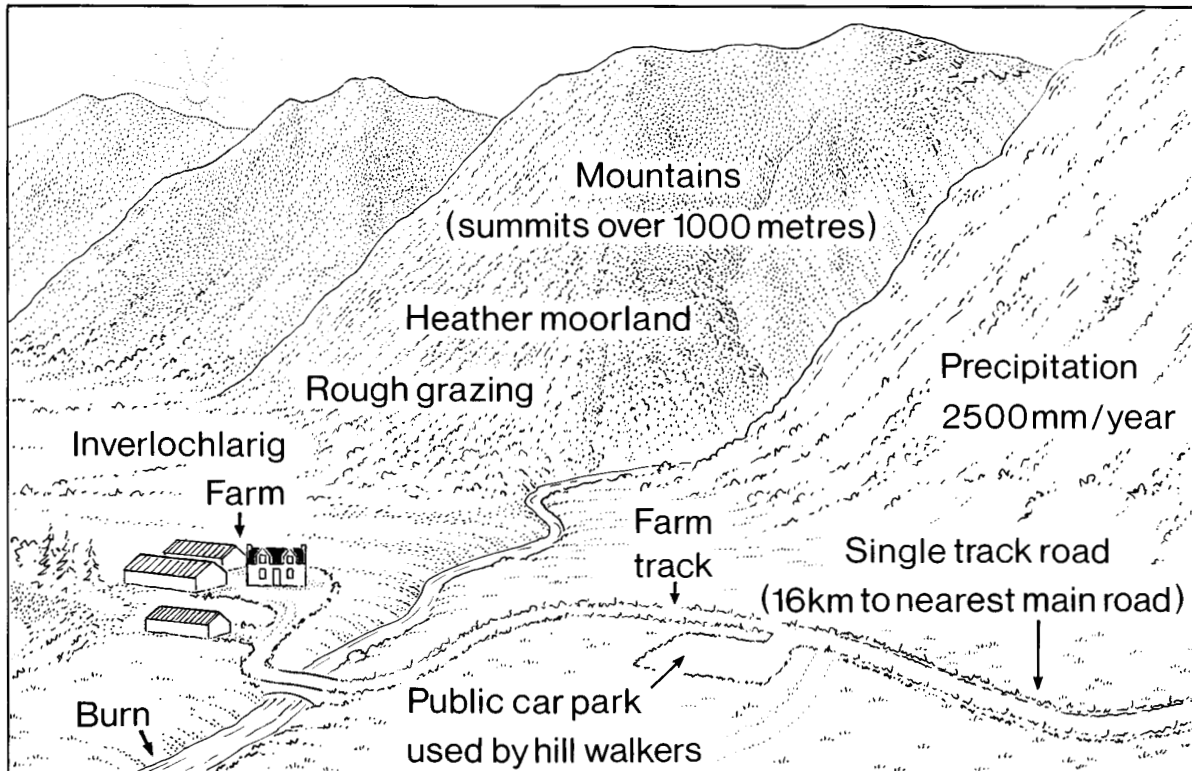 Mountains
(summits over 1000 metres)
Heather moorland
Rough grazing
Precipitation
2500mm/year
Inverlochlarig
Farm
Farm
track
Single track road
(16km to nearest main road)
Public car park
used by hill walkers
Burn